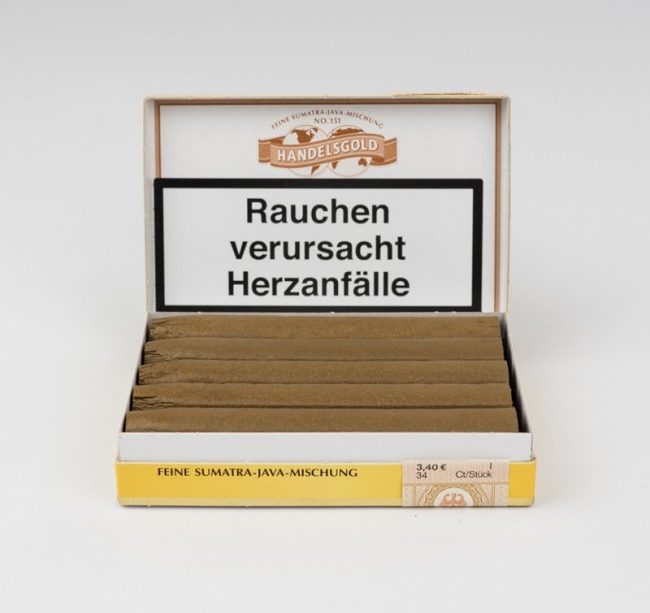 FEINE SUMATRA-JAVA-MISCHUNG
NO. 151
HANDELSGOLD
Rauchen
verursacht
Herzanfälle
FEINE SUMATRA-JAVA-MISCHUNG
3,40 € I
34 Ct/Stück